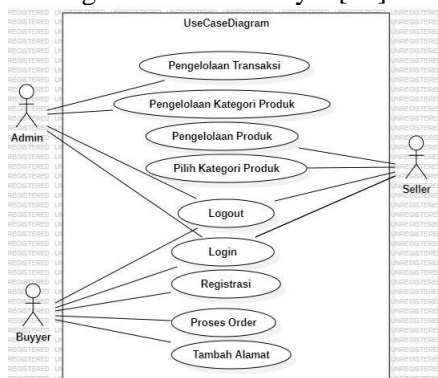 UseCaseDiagram
Pengelolaan Transaksi
Pengelolaan Kategori Produk
Admin
Pengelolaan Produk
Pilih Kategori Produk
Seller
Logout
Login
Registrasi
Buyyer
Proses Order
Tambah Alamat